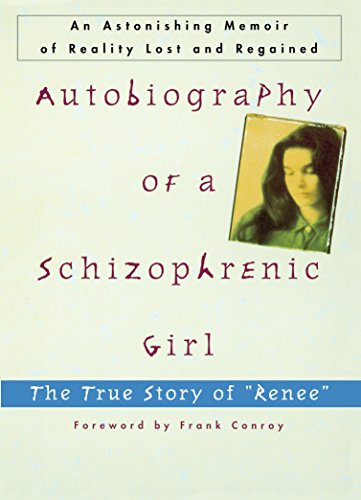 An Astonishing Memoir
of Reality Lost and Regained
Autobiography
of a
Schizophrenic
Girl
The True Story of "Renee"
Foreword by Frank Conroy